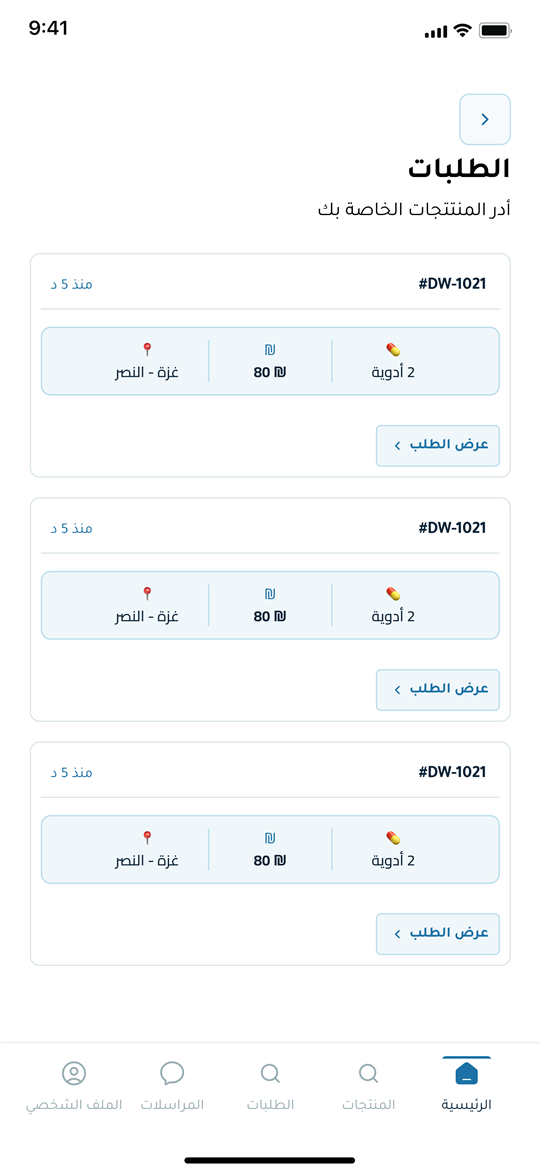 9:41
الطلبات
أدر المنتتجات الخاصة بك
#DW-1021
منذ 5 د
2 أدوية
₪
80 ₪
غزة - النصر
عرض الطلب
#DW-1021
منذ 5 د
2 أدوية
₪
80 ₪
غزة - النصر
عرض الطلب
#DW-1021
منذ 5 د
2 أدوية
₪
80 ₪
غزة - النصر
عرض الطلب
الرئيسية
المنتجات
الطلبات
المراسلات
الملف الشخصي